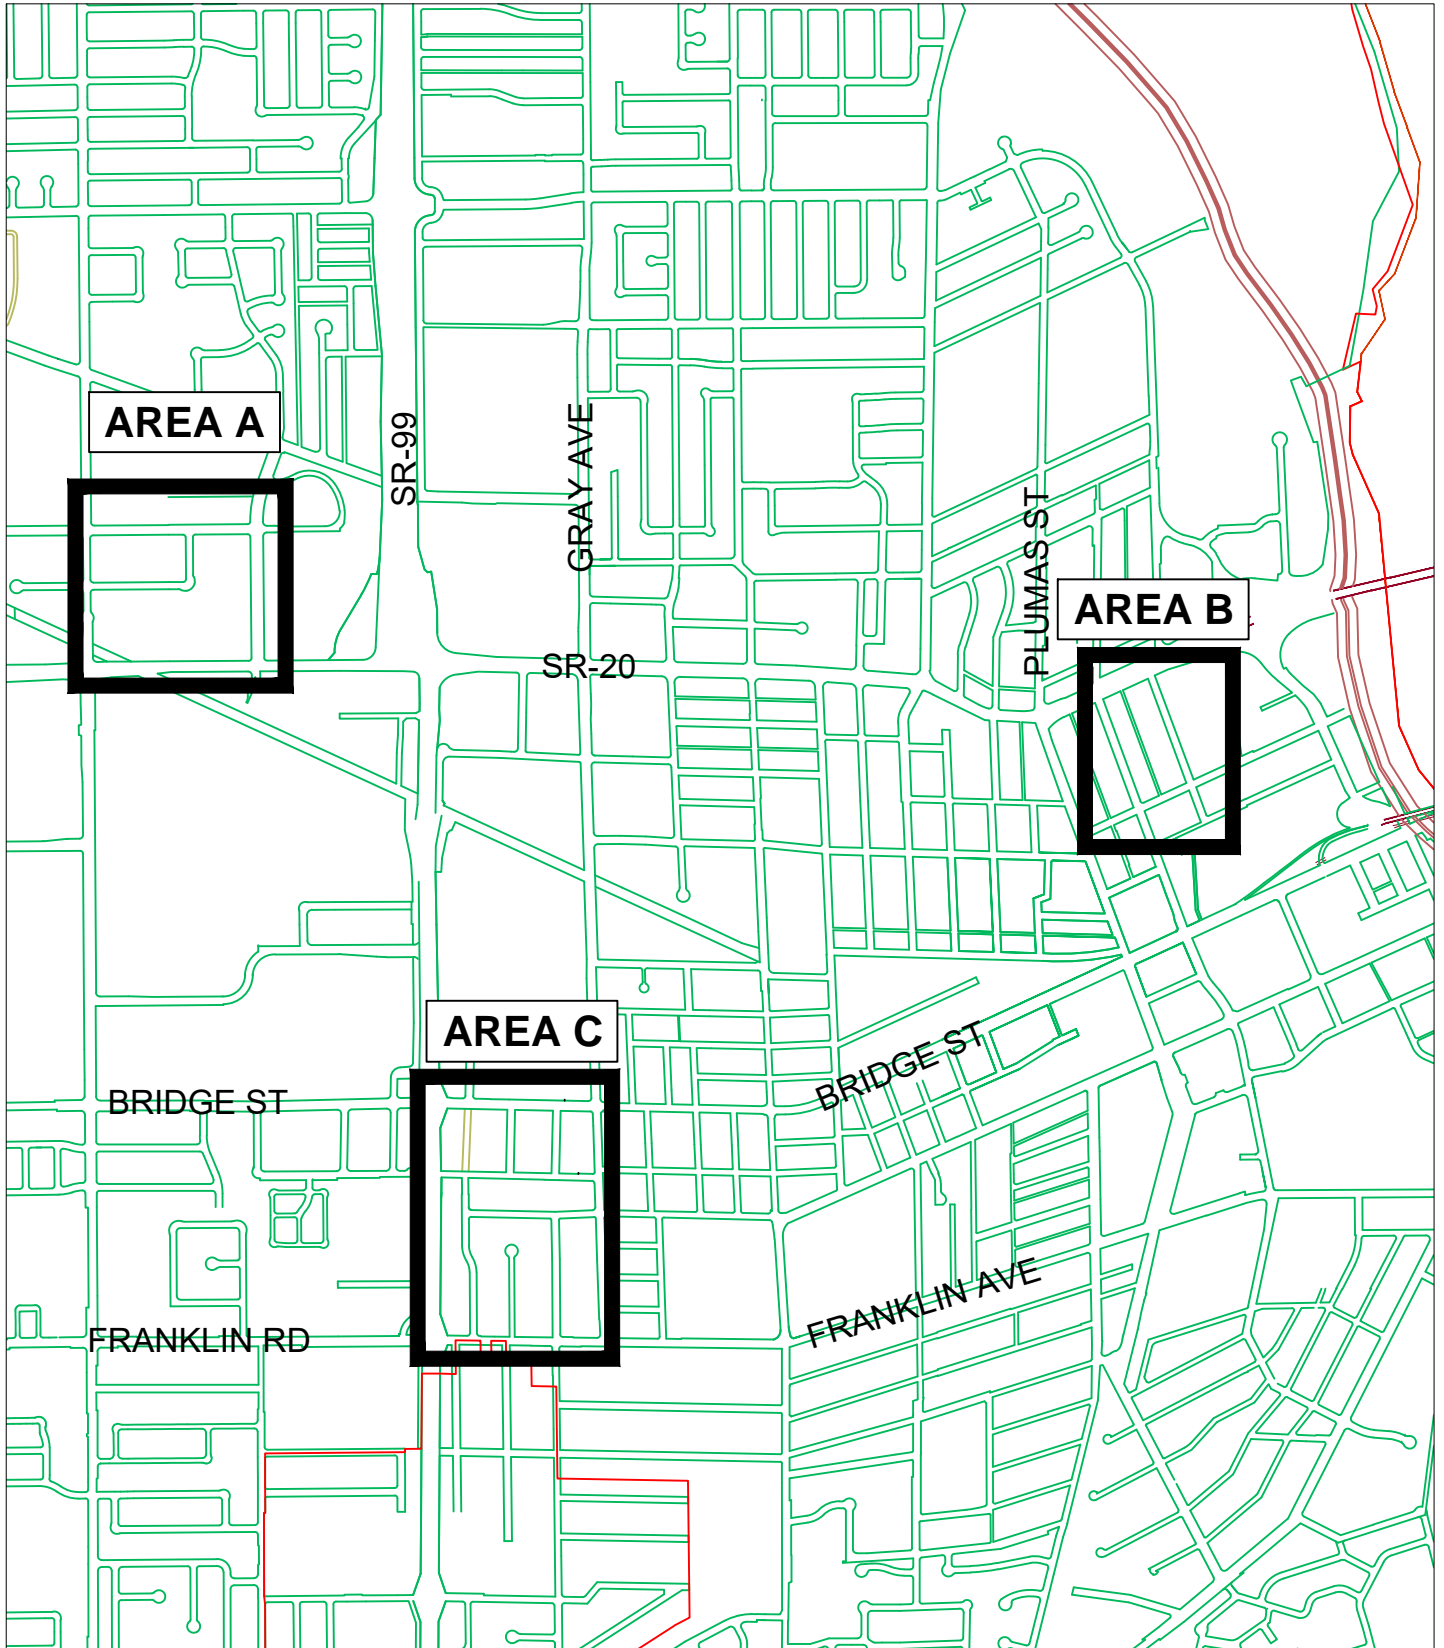 AREA A
SR-99
GRAY AVE
PLUMAS ST
AREA B
SR-20
AREA C
BRIDGE ST
BRIDGE ST
FRANKLIN AVE
FRANKLIN RD